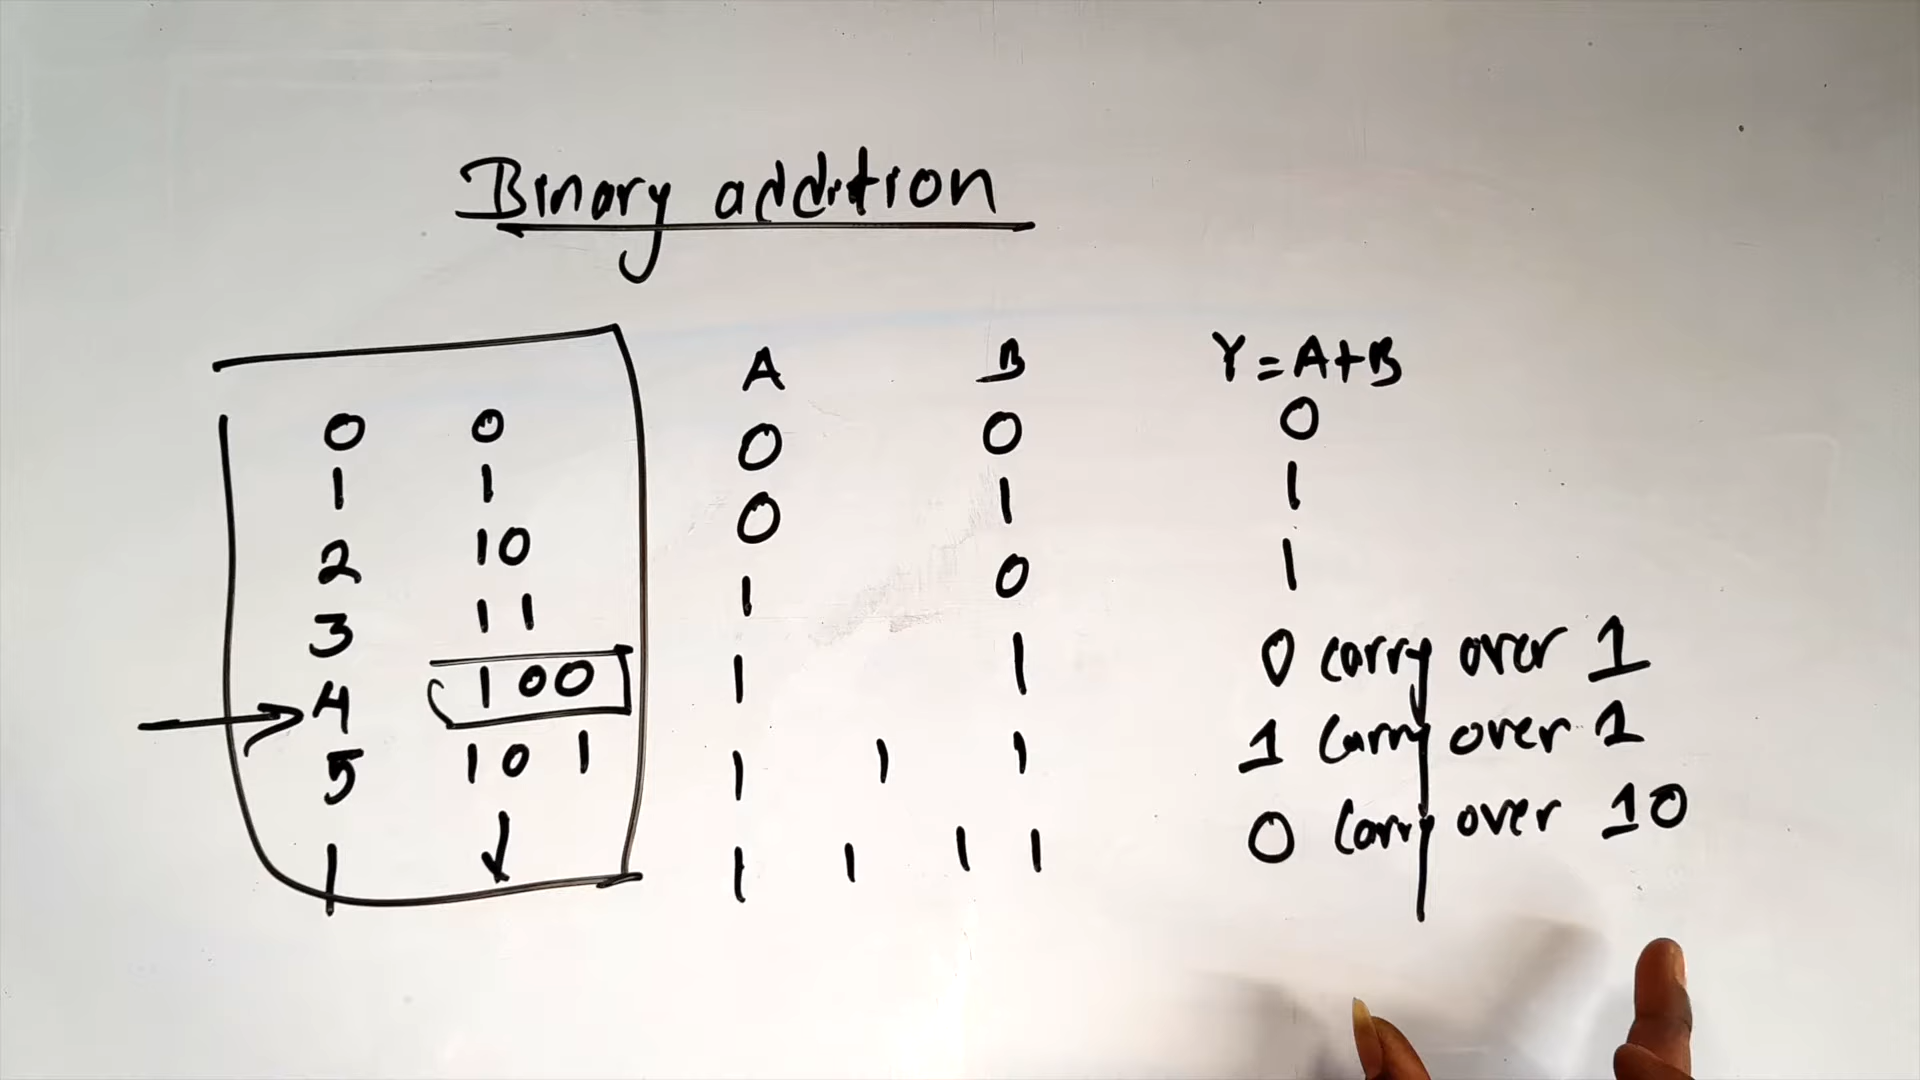 Binary addition
A B Y = A+B
0 0 0 0 0
1 1 0 1 1
2 10 1 0 1
3 11 1 1 0 carry over 1
4 100 1 1 1 1 carry over 1
5 101 1 1 1 1 0 carry over 10